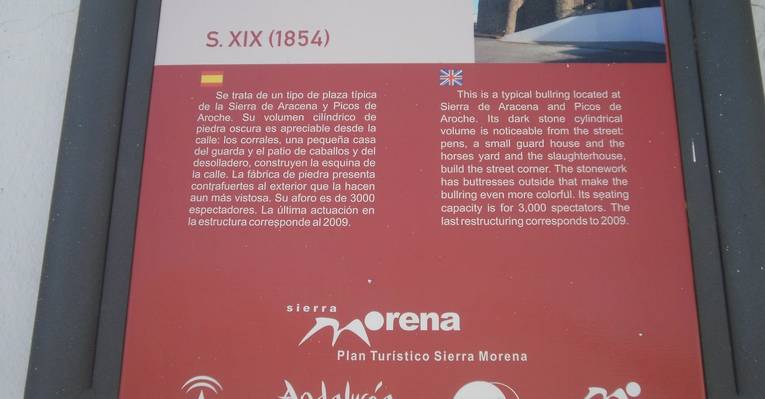 S. XIX (1854)
Se trata de un tipo de plaza típica
de la Sierra de Aracena y Picos de
Aroche. Su volumen cilíndrico de
piedra oscura es apreciable desde la
calle: los corrales, una pequeña casa
del guarda y el patio de caballos y del
desolladero, construyen la esquina de
la calle. La fábrica de piedra presenta
contrafuertes al exterior que la hacen
aun más vistosa. Su aforo es de 3000
espectadores. La última actuación en
la estructura corresponde al 2009.
This is a typical bullring located at
Sierra de Aracena and Picos de
Aroche. Its dark stone cylindrical
volume is noticeable from the street:
pens, a small guard house and the
horses yard and the slaughterhouse,
build the street corner. The stonework
has buttresses outside that make the
bullring even more colorful. Its seating
capacity is for 3,000 spectators. The
last restructuring corresponds to 2009.
sierra
morena
Plan Turístico Sierra Morena
Andalucía